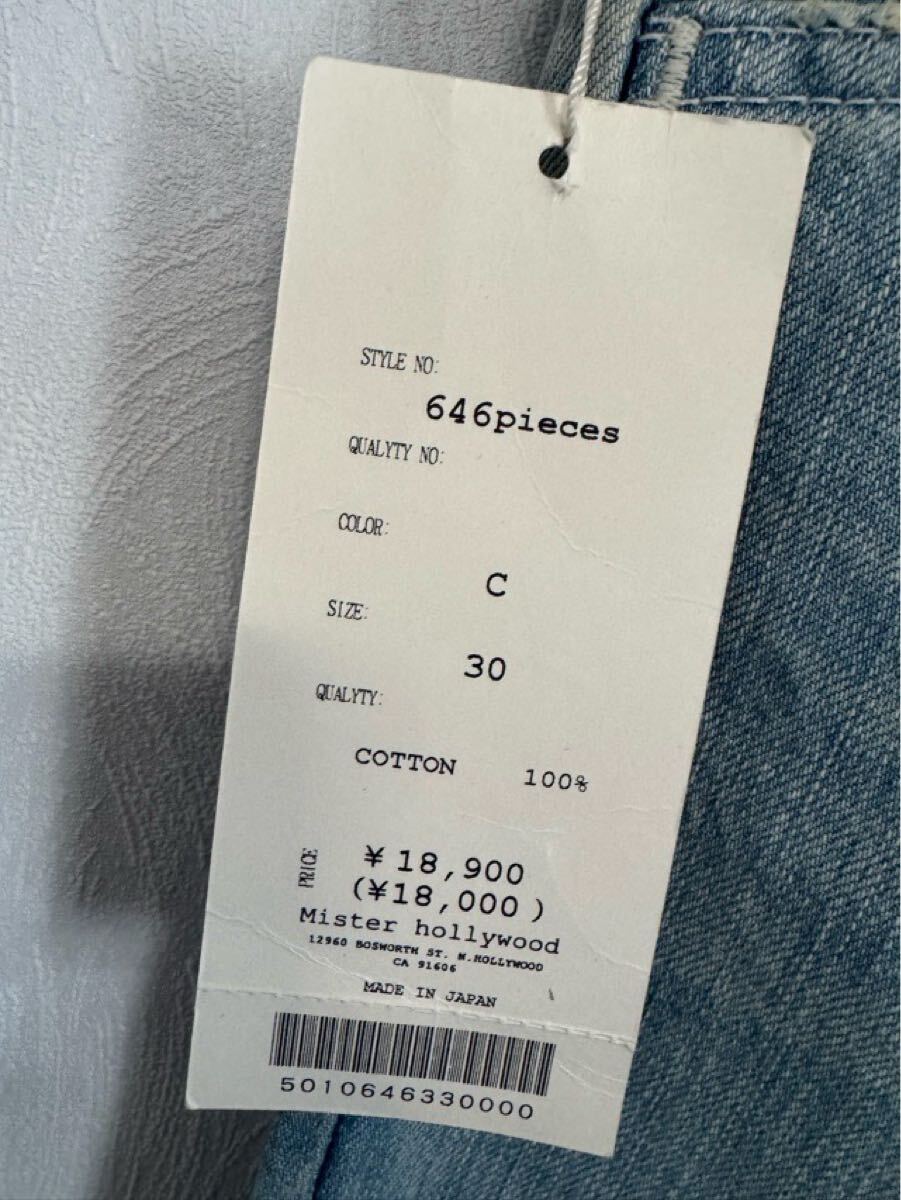 STYLE NO:
646pieces
QUALYTY NO:
COLOR:
C
SIZE:
30
QUALYTY:
COTTON 100%
PRICE
¥18,900
(¥18,000)
Mister hollywood
12960 BOSWORTH ST. N.HOLLYWOOD
CA 91606
MADE IN JAPAN
5010646330000